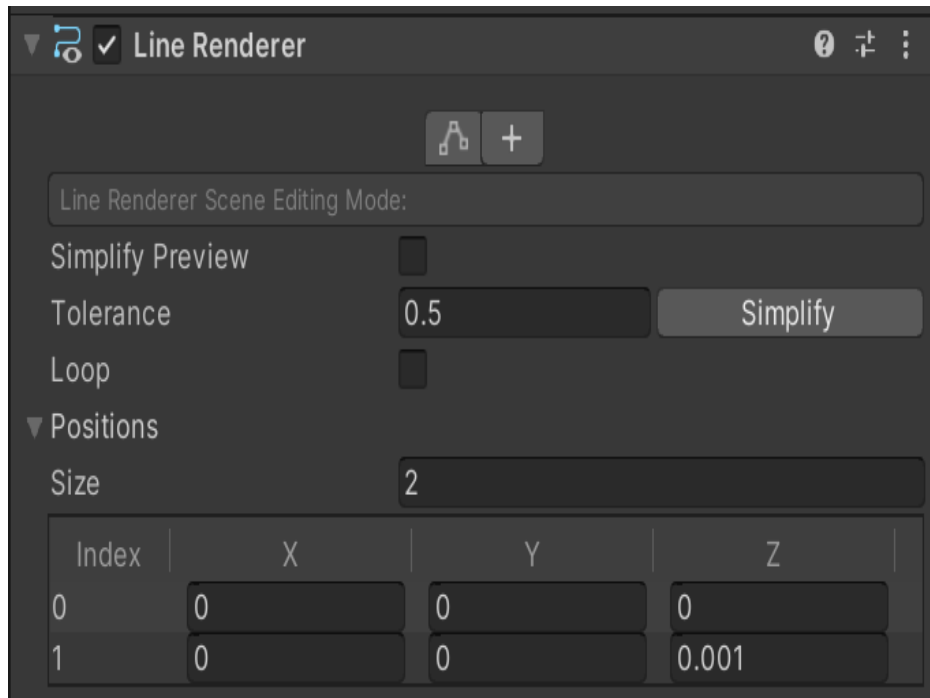 Line Renderer
+
Line Renderer Scene Editing Mode:
Simplify Preview
Tolerance 0.5 Simplify
Loop
Positions
Size 2
Index X Y Z
0 0 0 0
1 0 0 0.001